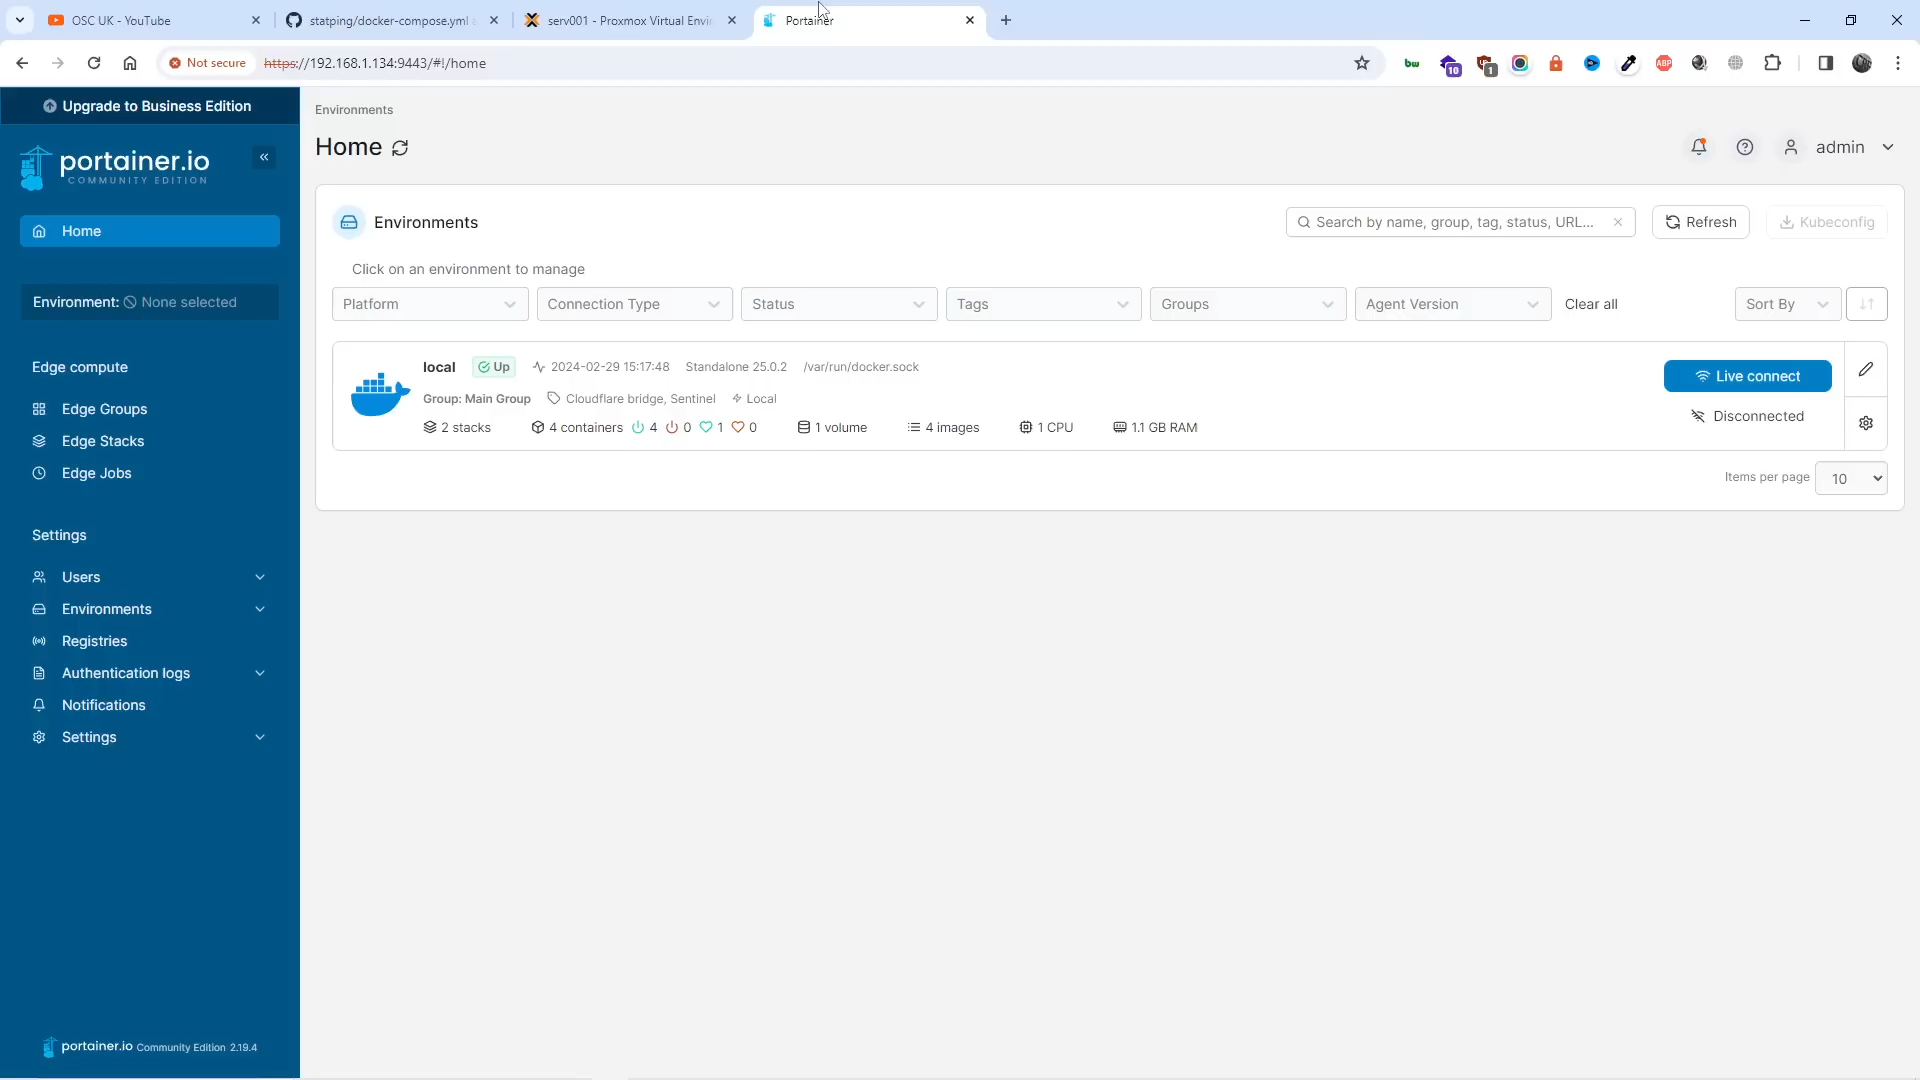 OSC UK - YouTube
statping/docker-compose.yml a
serv001 - Proxmox Virtual Envir
Portainer
Not secure
https://192.168.1.134:9443/#!/home
bw
10
1
ABP
Upgrade to Business Edition
portainer.io
COMMUNITY EDITION
Home
Environment: None selected
Edge compute
Edge Groups
Edge Stacks
Edge Jobs
Settings
Users
Environments
Registries
Authentication logs
Notifications
Settings
portainer.io Community Edition 2.19.4
Environments
Home
admin
Environments
Search by name, group, tag, status, URL...
Refresh
Kubeconfig
Click on an environment to manage
Platform
Connection Type
Status
Tags
Groups
Agent Version
Clear all
Sort By
local Up 2024-02-29 15:17:48 Standalone 25.0.2 /var/run/docker.sock
Group: Main Group Cloudflare bridge, Sentinel Local
2 stacks 4 containers 4 0 1 0 1 volume 4 images 1 CPU 1.1 GB RAM
Live connect
Disconnected
Items per page 10